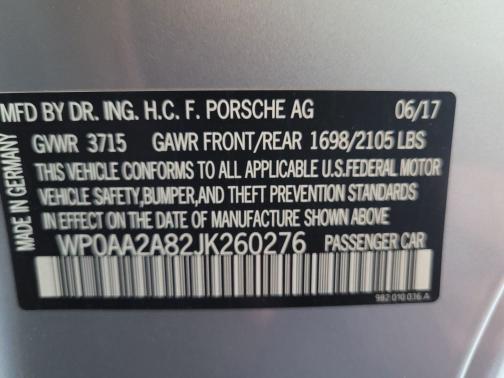 MFD BY DR. ING. H.C. F. PORSCHE AG 06/17
GVWR 3715 GAWR FRONT/REAR 1698/2105 LBS
THIS VEHICLE CONFORMS TO ALL APPLICABLE U.S.FEDERAL MOTOR
VEHICLE SAFETY,BUMPER,AND THEFT PREVENTION STANDARDS
IN EFFECT ON THE DATE OF MANUFACTURE SHOWN ABOVE.
WP0AA2A82JK260276 PASSENGER CAR
982 010 036 A
MADE IN GERMANY